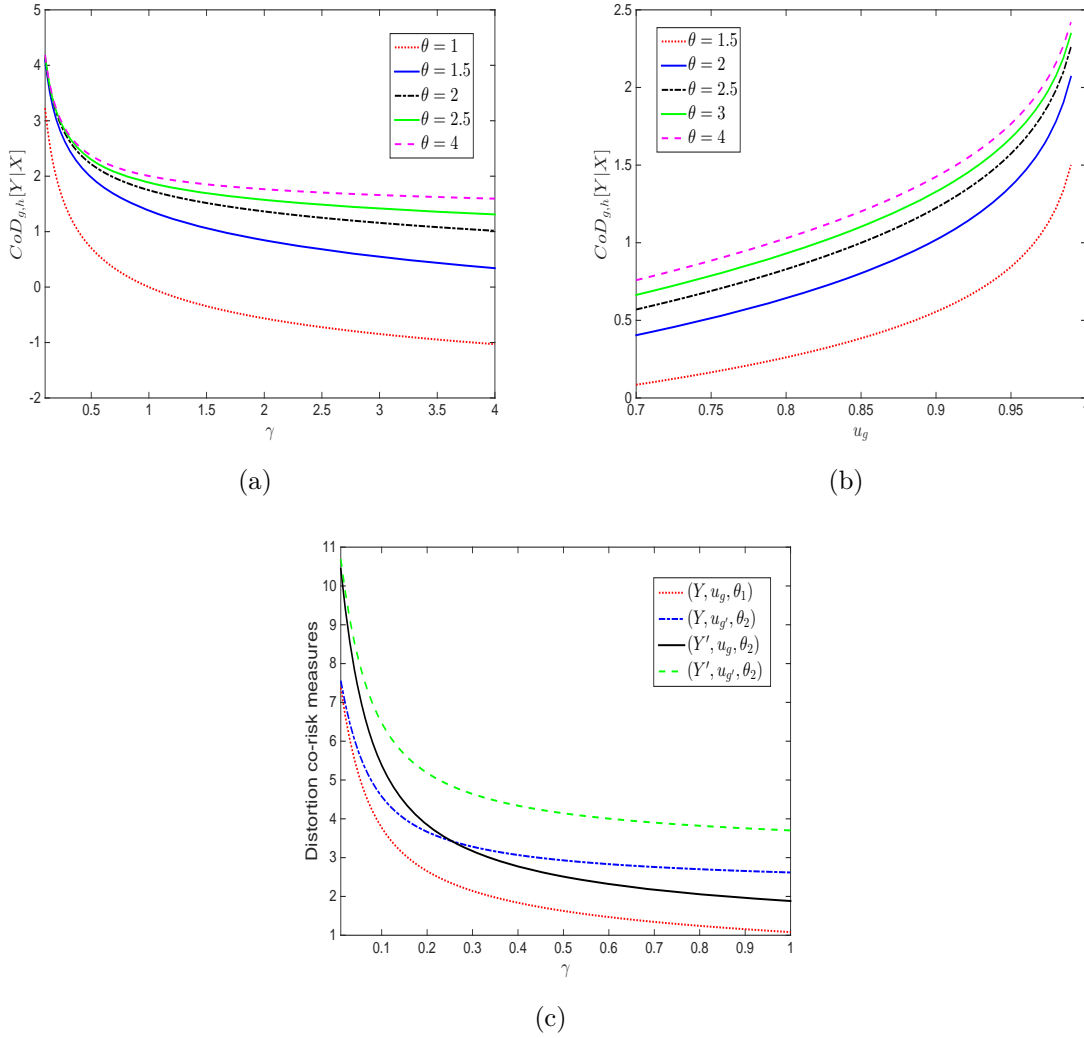 5
4
3
2
1
0
-1
-2
0.5 1 1.5 2 2.5 3 3.5 4
γ
CoD_{g,h}[Y|X]
θ = 1
θ = 1.5
θ = 2
θ = 2.5
θ = 4
(a)
2.5
2
1.5
1
0.5
0
0.7 0.75 0.8 0.85 0.9 0.95 1
u_g
CoD_{g,h}[Y|X]
θ = 1.5
θ = 2
θ = 2.5
θ = 3
θ = 4
(b)
11
10
9
8
7
6
5
4
3
2
1
0.1 0.2 0.3 0.4 0.5 0.6 0.7 0.8 0.9 1
γ
Distortion co-risk measures
(Y, u_g, θ_1)
(Y, u_{g'}, θ_2)
(Y', u_g, θ_2)
(Y', u_{g'}, θ_2)
(c)